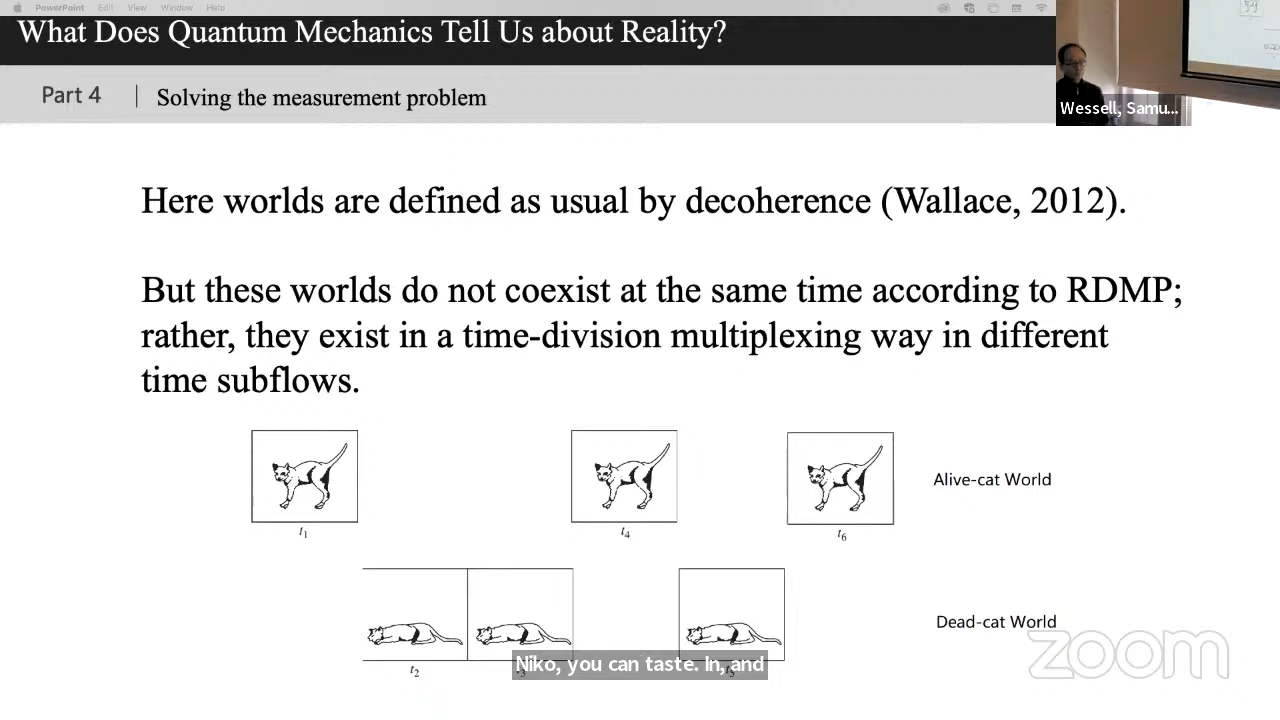 PowerPoint Edit View Window Help
What Does Quantum Mechanics Tell Us about Reality?
Part 4 | Solving the measurement problem
Wessell, Samu...
Here worlds are defined as usual by decoherence (Wallace, 2012).
But these worlds do not coexist at the same time according to RDMP;
rather, they exist in a time-division multiplexing way in different
time subflows.
Alive-cat World
t1 t4 t6
Dead-cat World
t2 t5
Niko, you can taste. In, and
zoom